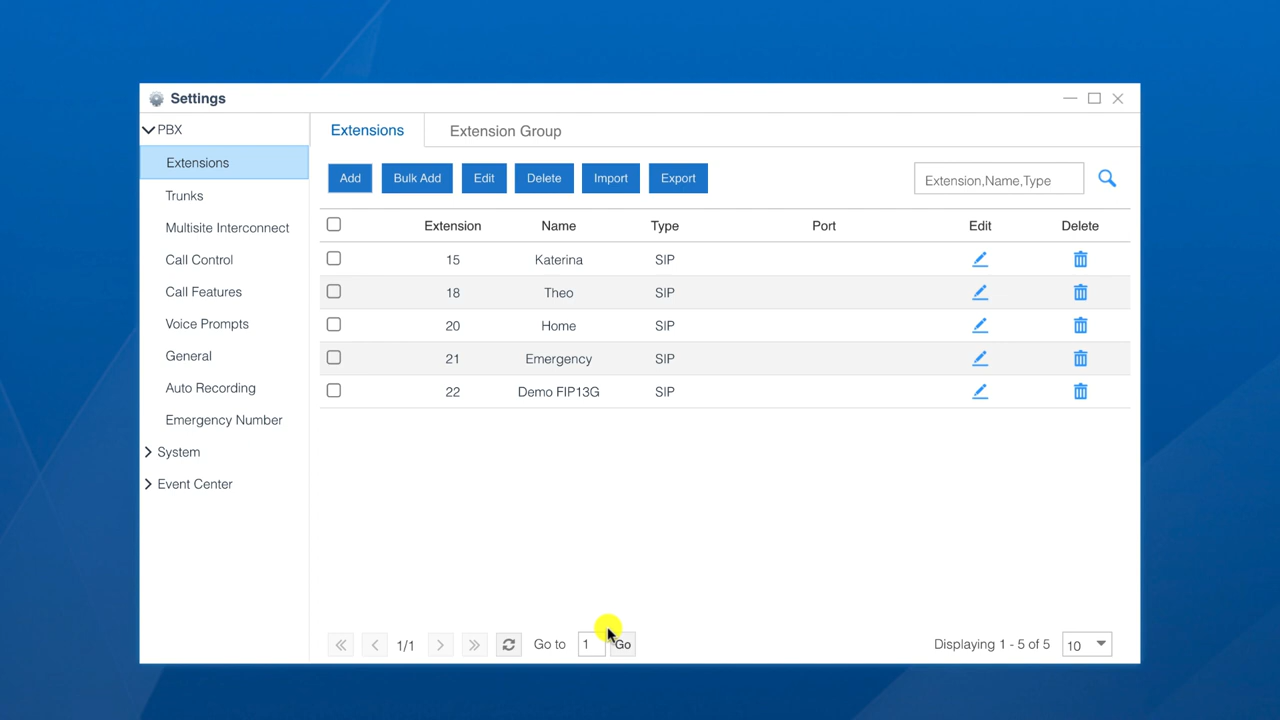 Settings
PBX
Extensions
Trunks
Multisite Interconnect
Call Control
Call Features
Voice Prompts
General
Auto Recording
Emergency Number
System
Event Center
Extensions Extension Group
Add Bulk Add Edit Delete Import Export Extension,Name,Type
Extension Name Type Port Edit Delete
15 Katerina SIP
18 Theo SIP
20 Home SIP
21 Emergency SIP
22 Demo FIP13G SIP
1/1 Go to 1 Go Displaying 1 - 5 of 5 10